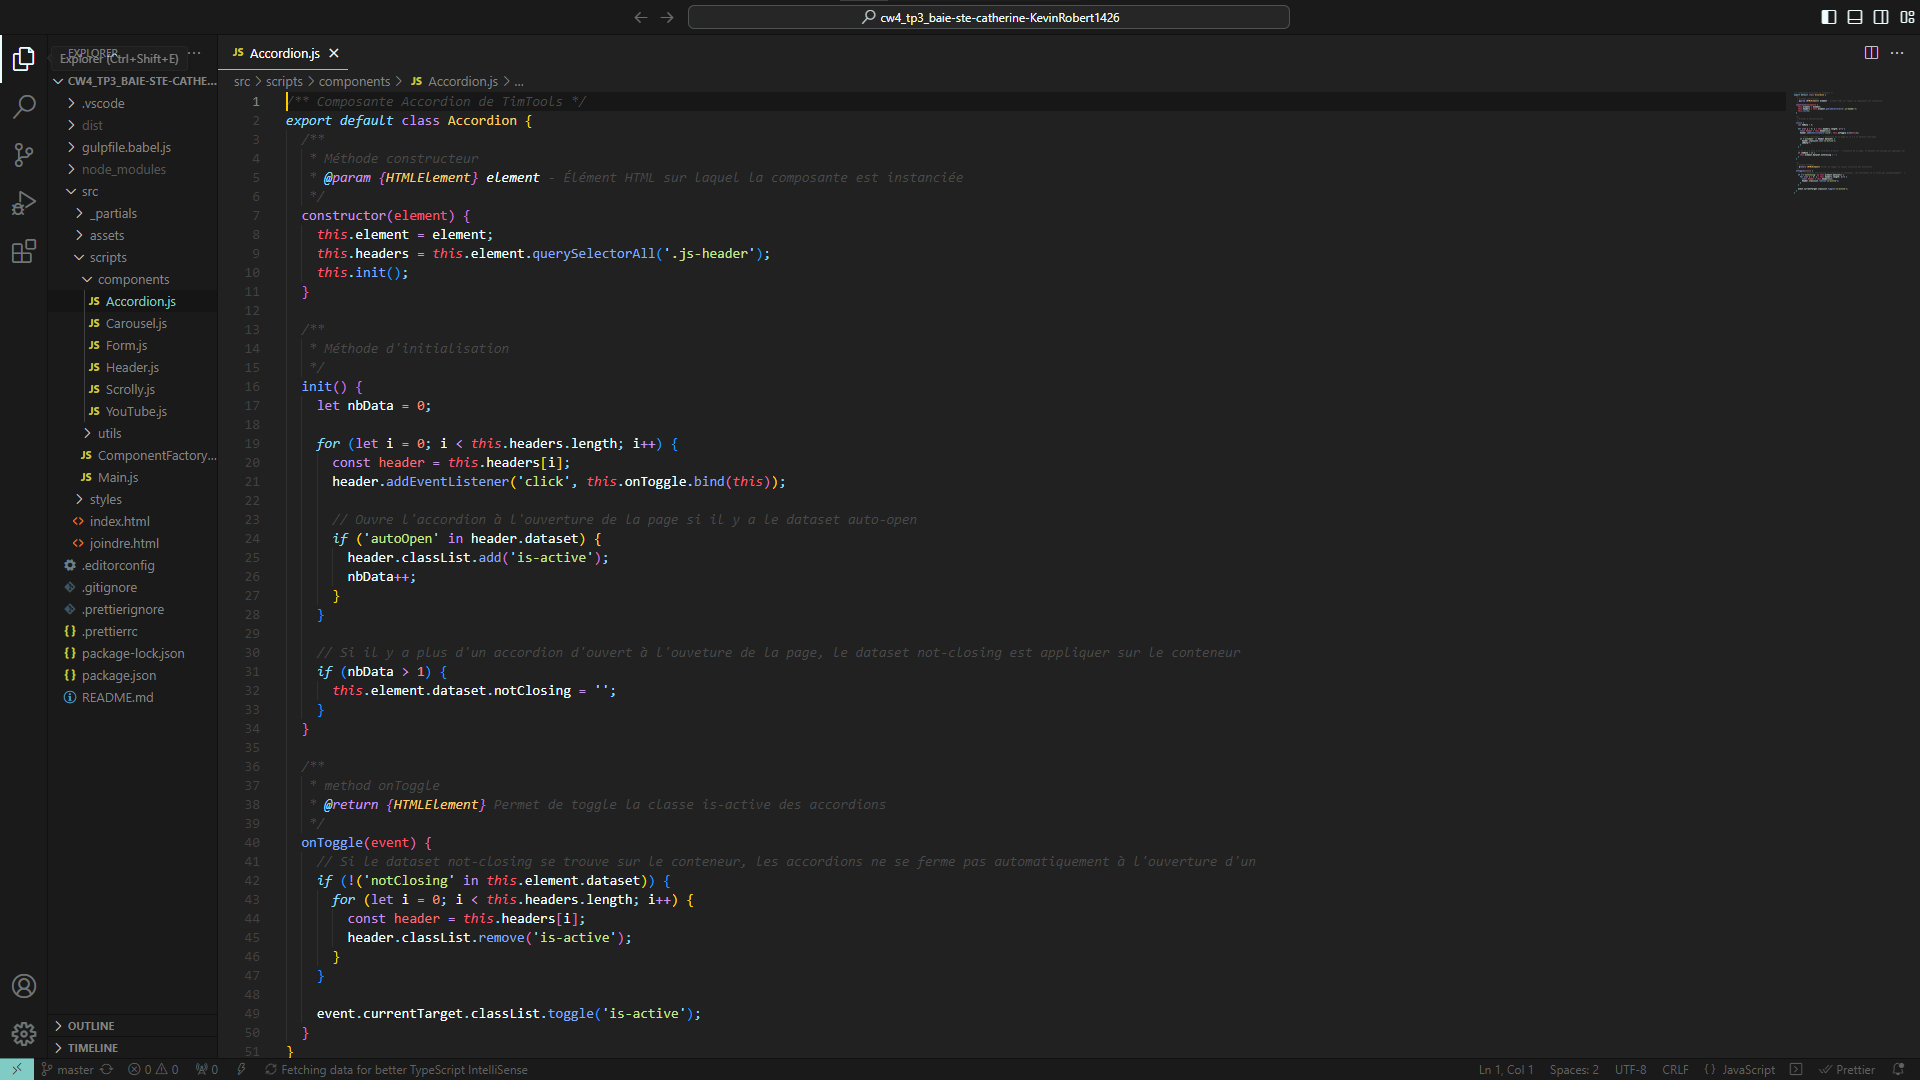 cw4_tp3_baie-ste-catherine-KevinRobert1426
EXPLORER
Explorer (Ctrl+Shift+E)
CW4_TP3_BAIE-STE-CATHE...
.vscode
dist
gulpfile.babel.js
node_modules
src
_partials
assets
scripts
components
JS Accordion.js
JS Carousel.js
JS Form.js
JS Header.js
JS Scrolly.js
JS YouTube.js
utils
JS ComponentFactory...
JS Main.js
styles
<> index.html
<> joindre.html
.editorconfig
.gitignore
.prettierignore
{} .prettierrc
{} package-lock.json
{} package.json
README.md
OUTLINE
TIMELINE
JS Accordion.js
src > scripts > components > JS Accordion.js > ...
1 /** Composante Accordion de TimTools */
2 export default class Accordion {
3 /**
4 * Méthode constructeur
5 * @param {HTMLElement} element - Élément HTML sur laquel la composante est instanciée
6 */
7 constructor(element) {
8 this.element = element;
9 this.headers = this.element.querySelectorAll('.js-header');
10 this.init();
11 }
12
13 /**
14 * Méthode d'initialisation
15 */
16 init() {
17 let nbData = 0;
18
19 for (let i = 0; i < this.headers.length; i++) {
20 const header = this.headers[i];
21 header.addEventListener('click', this.onToggle.bind(this));
22
23 // Ouvre l'accordion à l'ouverture de la page si il y a le dataset auto-open
24 if ('autoOpen' in header.dataset) {
25 header.classList.add('is-active');
26 nbData++;
27 }
28 }
29
30 // Si il y a plus d'un accordion d'ouvert à l'ouveture de la page, le dataset not-closing est appliquer sur le conteneur
31 if (nbData > 1) {
32 this.element.dataset.notClosing = '';
33 }
34 }
35
36 /**
37 * method onToggle
38 * @return {HTMLElement} Permet de toggle la classe is-active des accordions
39 */
40 onToggle(event) {
41 // Si le dataset not-closing se trouve sur le conteneur, les accordions ne se ferme pas automatiquement à l'ouverture d'un
42 if (!('notClosing' in this.element.dataset)) {
43 for (let i = 0; i < this.headers.length; i++) {
44 const header = this.headers[i];
45 header.classList.remove('is-active');
46 }
47 }
48
49 event.currentTarget.classList.toggle('is-active');
50 }
51 }
master 0 0 0 Fetching data for better TypeScript IntelliSense Ln 1, Col 1 Spaces: 2 UTF-8 CRLF {} JavaScript Prettier